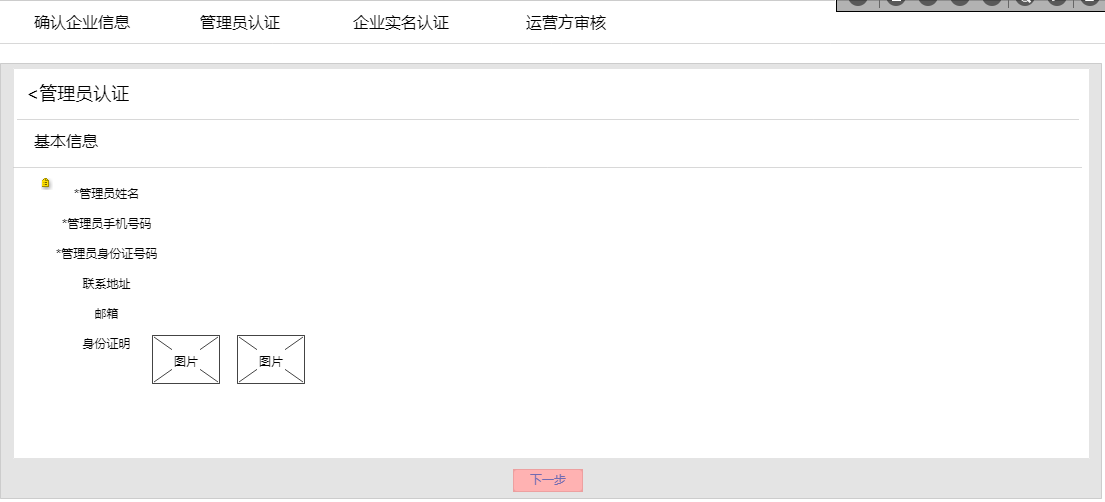 确认企业信息 管理员认证 企业实名认证 运营方审核
<管理员认证
基本信息
*管理员姓名
*管理员手机号码
*管理员身份证号码
联系地址
邮箱
身份证明 图片 图片
下一步